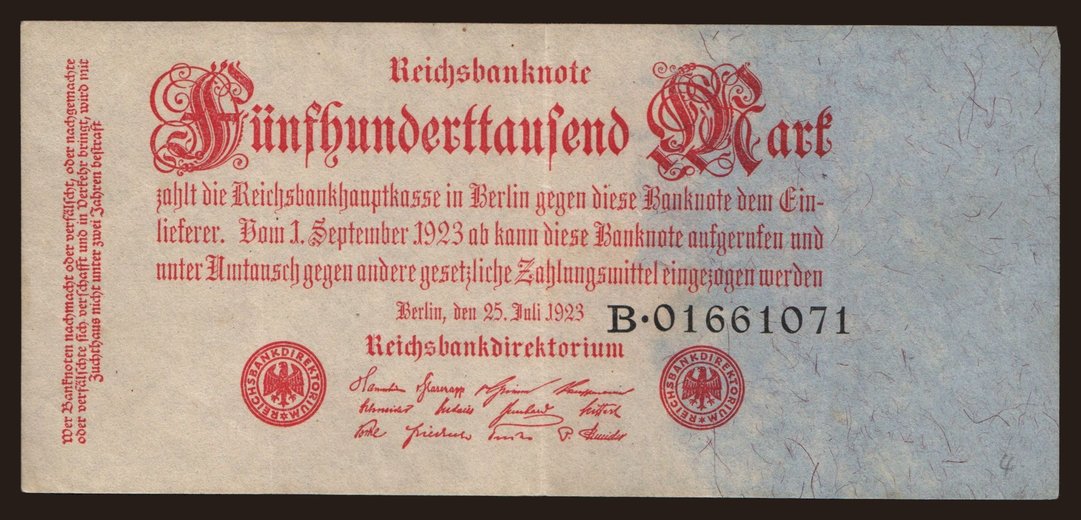 Wer Banknoten nachmacht oder verfälscht, oder nachgemachte
oder verfälschte sich verschafft und in Verkehr bringt, wird mit
Zuchthaus nicht unter zwei Jahren bestraft
Reichsbanknote
Fünfhunderttausend Mark
zahlt die Reichsbankhauptkasse in Berlin gegen diese Banknote dem Ein-
lieferer. Vom 1. September 1923 ab kann diese Banknote aufgerufen und
unter Umtausch gegen andere gesetzliche Zahlungsmittel eingezogen werden
Berlin, den 25. Juli 1923
B·01661071
Reichsbankdirektorium
REICHSBANKDIREKTORIUM
REICHSBANKDIREKTORIUM
4